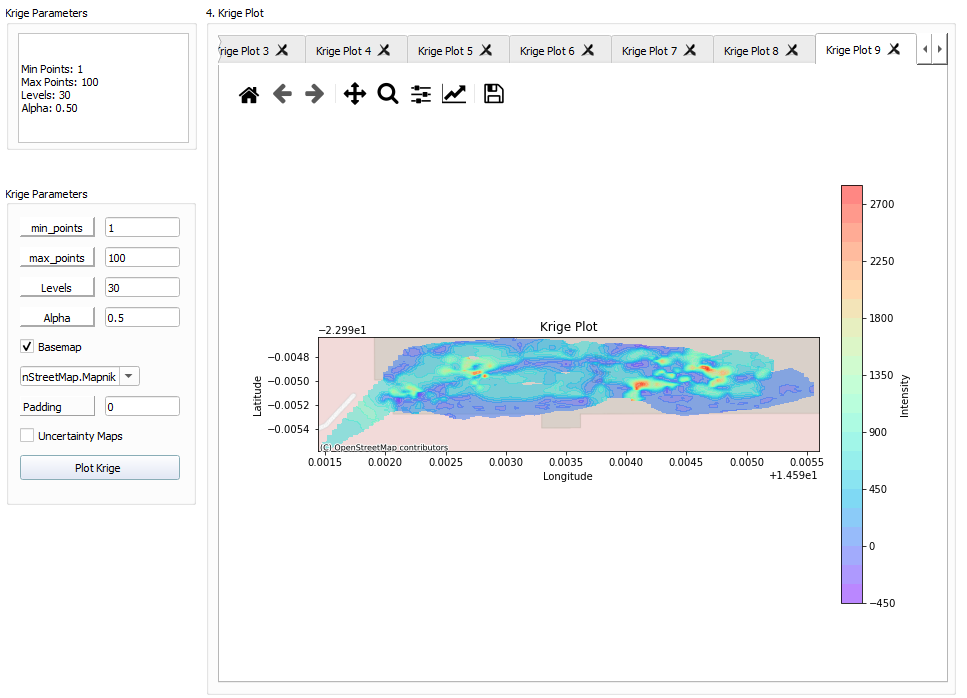 Krige Parameters
Min Points: 1
Max Points: 100
Levels: 30
Alpha: 0.50
Krige Parameters
min_points 1
max_points 100
Levels 30
Alpha 0.5
Basemap
nStreetMap.Mapnik
Padding 0
Uncertainty Maps
Plot Krige
4. Krige Plot
rige Plot 3 Krige Plot 4 Krige Plot 5 Krige Plot 6 Krige Plot 7 Krige Plot 8 Krige Plot 9
−2.299e1
Krige Plot
Latitude
−0.0048
−0.0050
−0.0052
−0.0054
(C) OpenStreetMap contributors
0.0015 0.0020 0.0025 0.0030 0.0035 0.0040 0.0045 0.0050 0.0055
Longitude
+1.459e1
2700
2250
1800
1350
900
450
0
−450
Intensity